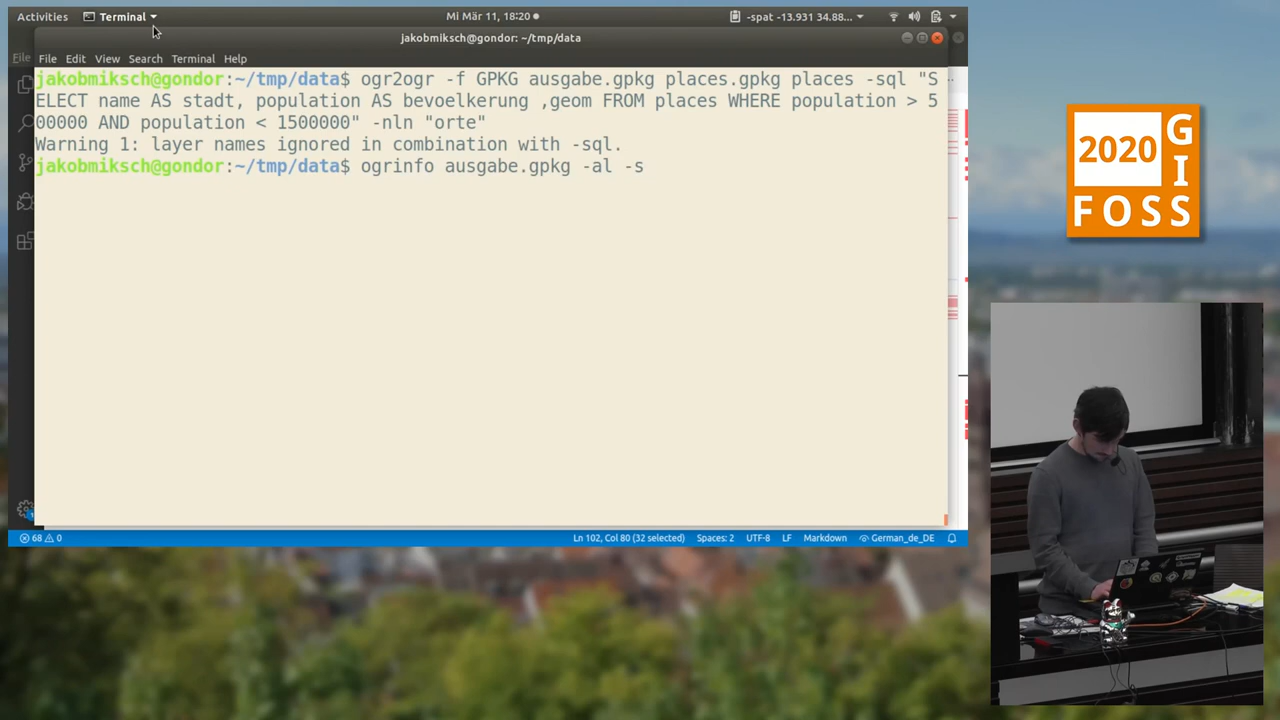 Activities Terminal Mi Mär 11, 18:20 -spat -13.931 34.88...
jakobmiksch@gondor: ~/tmp/data
File
File Edit View Search Terminal Help
jakobmiksch@gondor:~/tmp/data$ ogr2ogr -f GPKG ausgabe.gpkg places.gpkg places -sql "S
ELECT name AS stadt, population AS bevoelkerung ,geom FROM places WHERE population > 5
00000 AND population < 1500000" -nln "orte"
Warning 1: layer names ignored in combination with -sql.
jakobmiksch@gondor:~/tmp/data$ ogrinfo ausgabe.gpkg -al -s
68 0 Ln 102, Col 80 (32 selected) Spaces: 2 UTF-8 LF Markdown German_de_DE
2020
GIS
FOSS